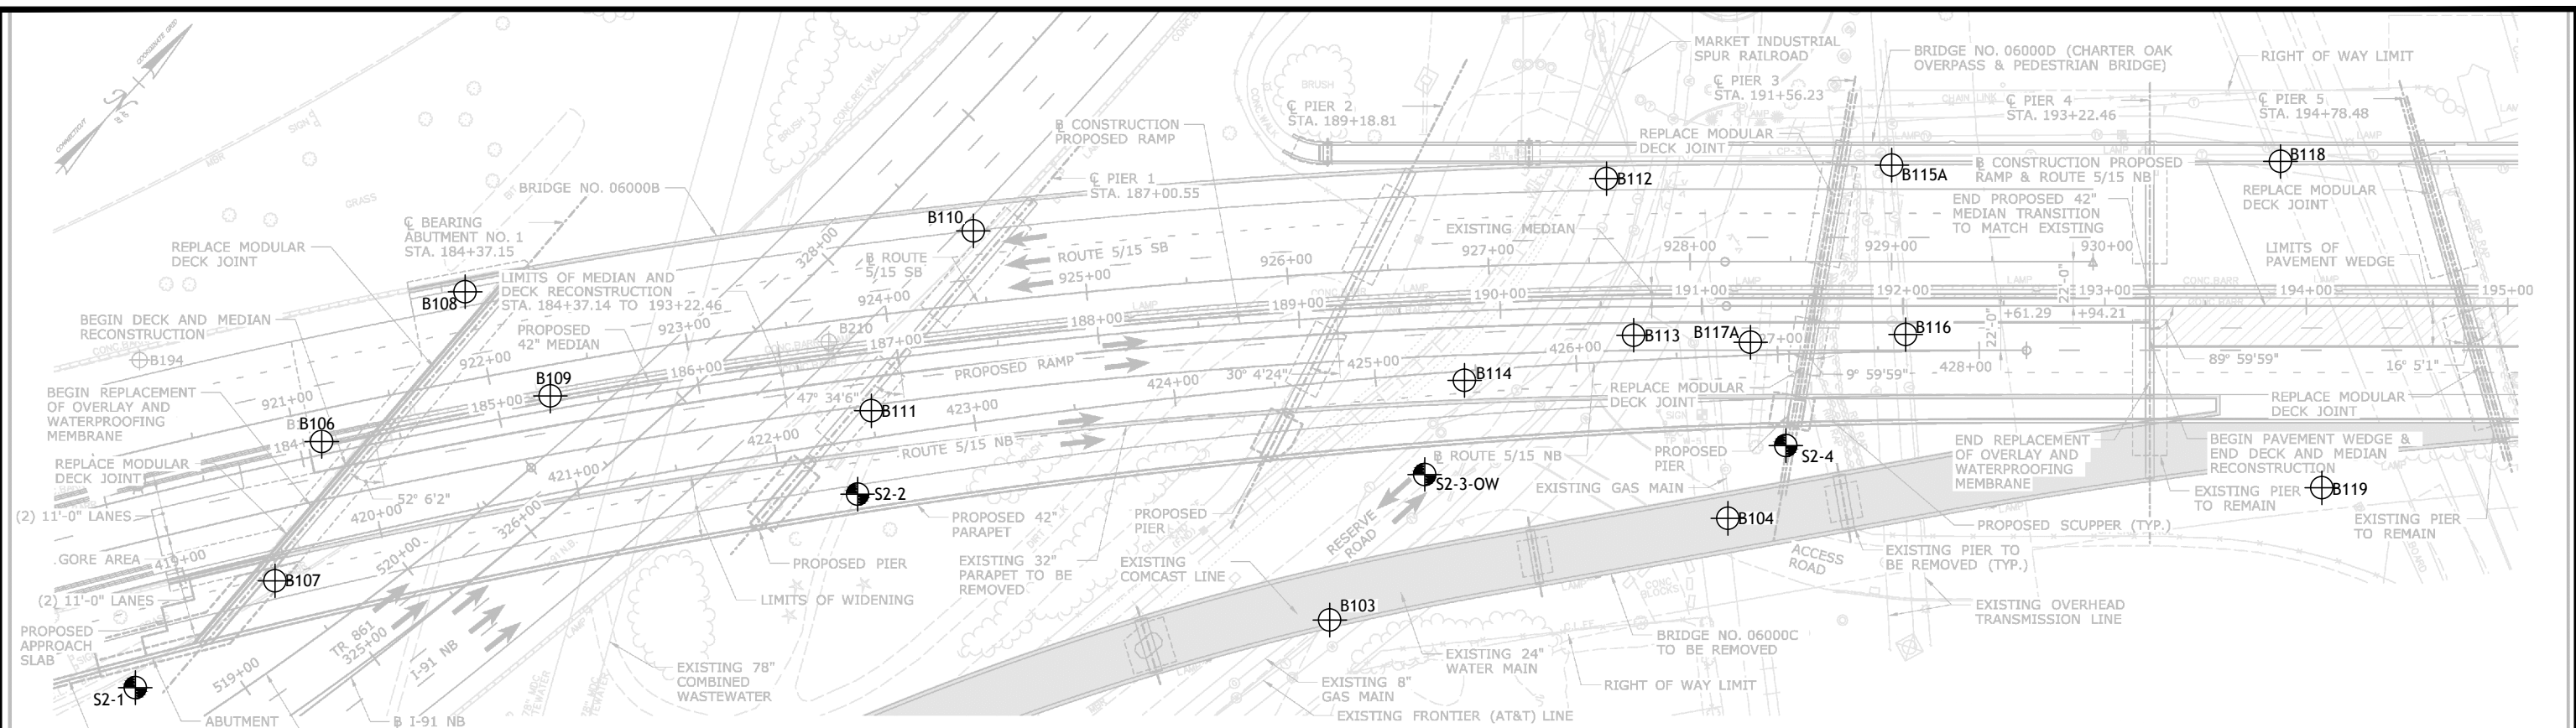 COORDINATE GRID
CONNECTICUT
N
83
SIGN
MBR
GRASS
BRUSH
CONC. RET. WALL
BRIDGE NO. 06000B
℄ BEARING
ABUTMENT NO. 1
STA. 184+37.15
REPLACE MODULAR
DECK JOINT
B108
LIMITS OF MEDIAN AND
DECK RECONSTRUCTION
STA. 184+37.14 TO 193+22.46
BEGIN DECK AND MEDIAN
RECONSTRUCTION
B194
PROPOSED
42" MEDIAN
BEGIN REPLACEMENT
OF OVERLAY AND
WATERPROOFING
MEMBRANE
B109
B106
REPLACE MODULAR
DECK JOINT
(2) 11'-0" LANES
GORE AREA
(2) 11'-0" LANES
PROPOSED
APPROACH
SLAB
B107
S2-1
ABUTMENT
B I-91 NB
I-91 NB
TR 861
325+00
326+00
328+00
519+00
520+00
419+00
420+00
421+00
422+00
423+00
424+00
425+00
426+00
428+00
921+00
922+00
923+00
924+00
925+00
926+00
927+00
928+00
929+00
930+00
185+00
186+00
187+00
188+00
189+00
190+00
191+00
192+00
193+00
194+00
195+00
52° 6'2"
47° 34'6"
30° 4'24"
9° 59'59"
89° 59'59"
16° 5'1"
22'-0"
22'-0"
+61.29
+94.21
B210
B110
B111
S2-2
℄ PIER 1
STA. 187+00.55
B ROUTE
5/15 SB
ROUTE 5/15 SB
B CONSTRUCTION
PROPOSED RAMP
PROPOSED RAMP
ROUTE 5/15 NB
PROPOSED 42"
PARAPET
PROPOSED PIER
LIMITS OF WIDENING
EXISTING 78"
COMBINED
WASTEWATER
EXISTING 32"
PARAPET TO BE
REMOVED
PROPOSED
PIER
EXISTING
COMCAST LINE
BRUSH
CONC. WALK
℄ PIER 2
STA. 189+18.81
MARKET INDUSTRIAL
SPUR RAILROAD
℄ PIER 3
STA. 191+56.23
REPLACE MODULAR
DECK JOINT
B112
EXISTING MEDIAN
B113
B114
B117A
S2-3-OW
B ROUTE 5/15 NB
RESERVE
ROAD
B103
EXISTING 24"
WATER MAIN
EXISTING 8"
GAS MAIN
EXISTING FRONTIER (AT&T) LINE
RIGHT OF WAY LIMIT
BRIDGE NO. 06000C
TO BE REMOVED
CONC
BLOCKS
B104
EXISTING GAS MAIN
PROPOSED
PIER
REPLACE MODULAR
DECK JOINT
S2-4
ACCESS
ROAD
BRIDGE NO. 06000D (CHARTER OAK
OVERPASS & PEDESTRIAN BRIDGE)
RIGHT OF WAY LIMIT
CHAIN LINK
℄ PIER 4
STA. 193+22.46
℄ PIER 5
STA. 194+78.48
B115A
B CONSTRUCTION PROPOSED
RAMP & ROUTE 5/15 NB
END PROPOSED 42"
MEDIAN TRANSITION
TO MATCH EXISTING
B118
REPLACE MODULAR
DECK JOINT
LIMITS OF
PAVEMENT WEDGE
B116
REPLACE MODULAR
DECK JOINT
END REPLACEMENT
OF OVERLAY AND
WATERPROOFING
MEMBRANE
BEGIN PAVEMENT WEDGE &
END DECK AND MEDIAN
RECONSTRUCTION
B119
EXISTING PIER
TO REMAIN
EXISTING PIER
TO REMAIN
PROPOSED SCUPPER (TYP.)
EXISTING PIER TO
BE REMOVED (TYP.)
EXISTING OVERHEAD
TRANSMISSION LINE